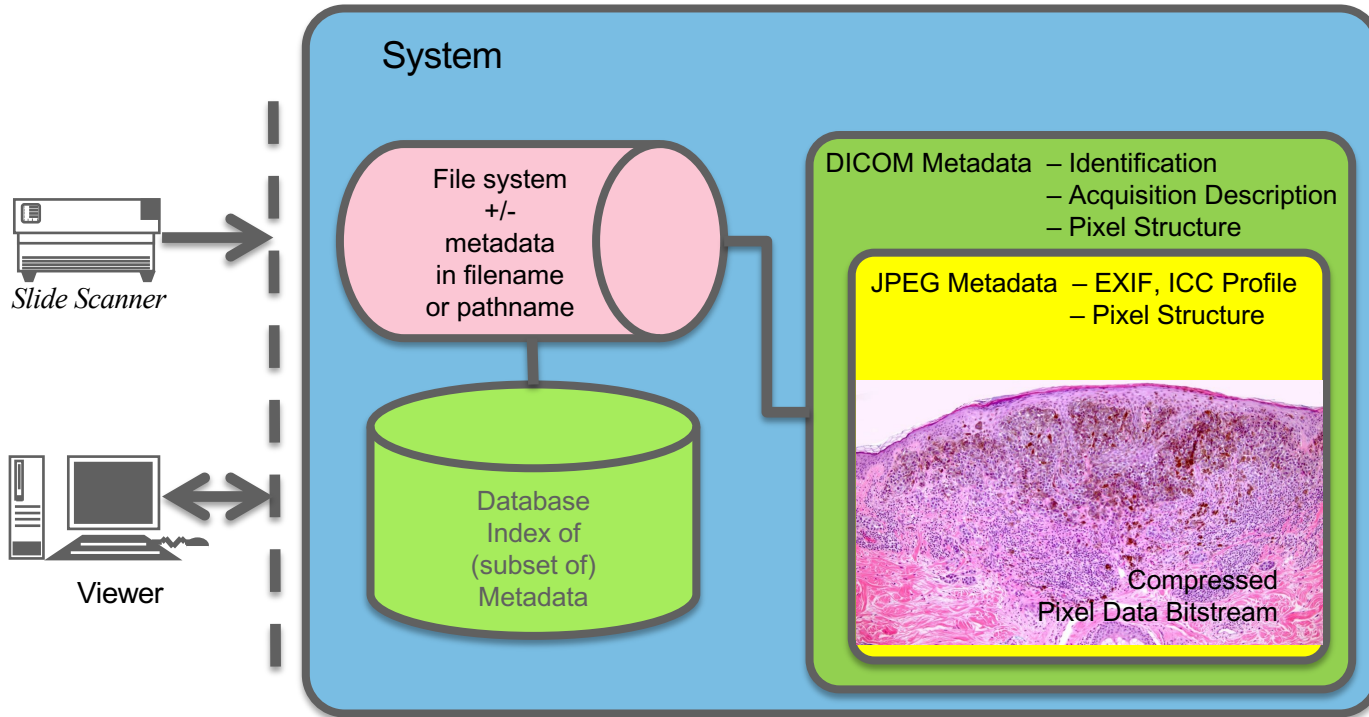 System
File system
+/-
metadata
in filename
or pathname
DICOM Metadata – Identification
– Acquisition Description
– Pixel Structure
JPEG Metadata – EXIF, ICC Profile
– Pixel Structure
Slide Scanner
Database
Index of
(subset of)
Metadata
Compressed
Pixel Data Bitstream
Viewer